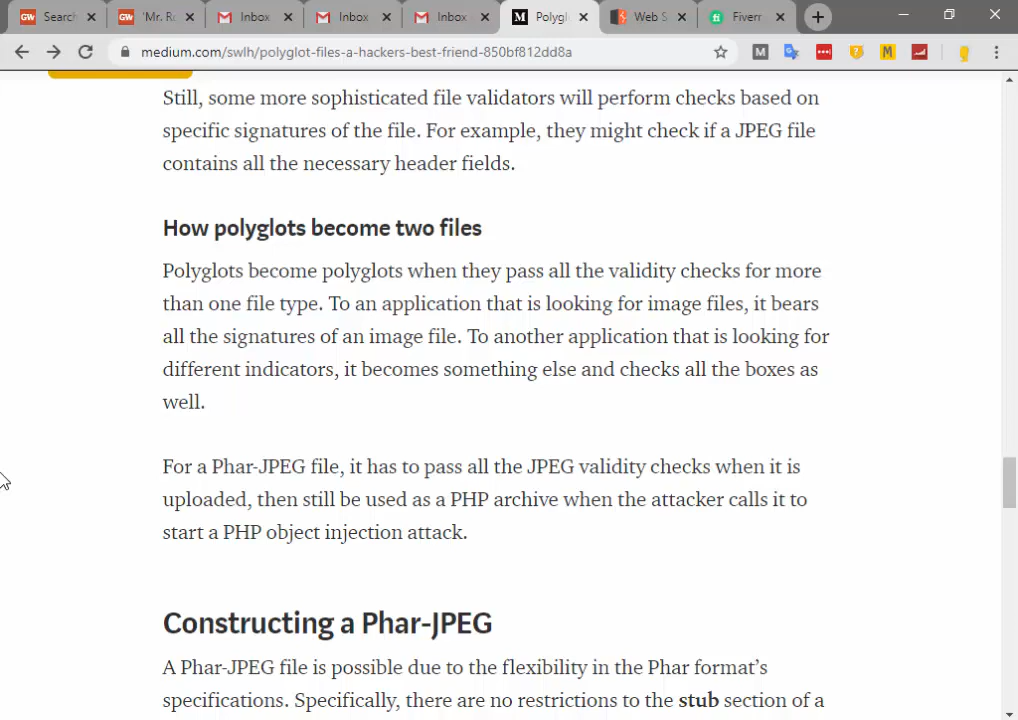 Search
'Mr. Ro
Inbox
Inbox
Inbox
Polygl
Web S
Fiverr
medium.com/swlh/polyglot-files-a-hackers-best-friend-850bf812dd8a
Still, some more sophisticated file validators will perform checks based on
specific signatures of the file. For example, they might check if a JPEG file
contains all the necessary header fields.
How polyglots become two files
Polyglots become polyglots when they pass all the validity checks for more
than one file type. To an application that is looking for image files, it bears
all the signatures of an image file. To another application that is looking for
different indicators, it becomes something else and checks all the boxes as
well.
For a Phar-JPEG file, it has to pass all the JPEG validity checks when it is
uploaded, then still be used as a PHP archive when the attacker calls it to
start a PHP object injection attack.
Constructing a Phar-JPEG
A Phar-JPEG file is possible due to the flexibility in the Phar format's
specifications. Specifically, there are no restrictions to the stub section of a